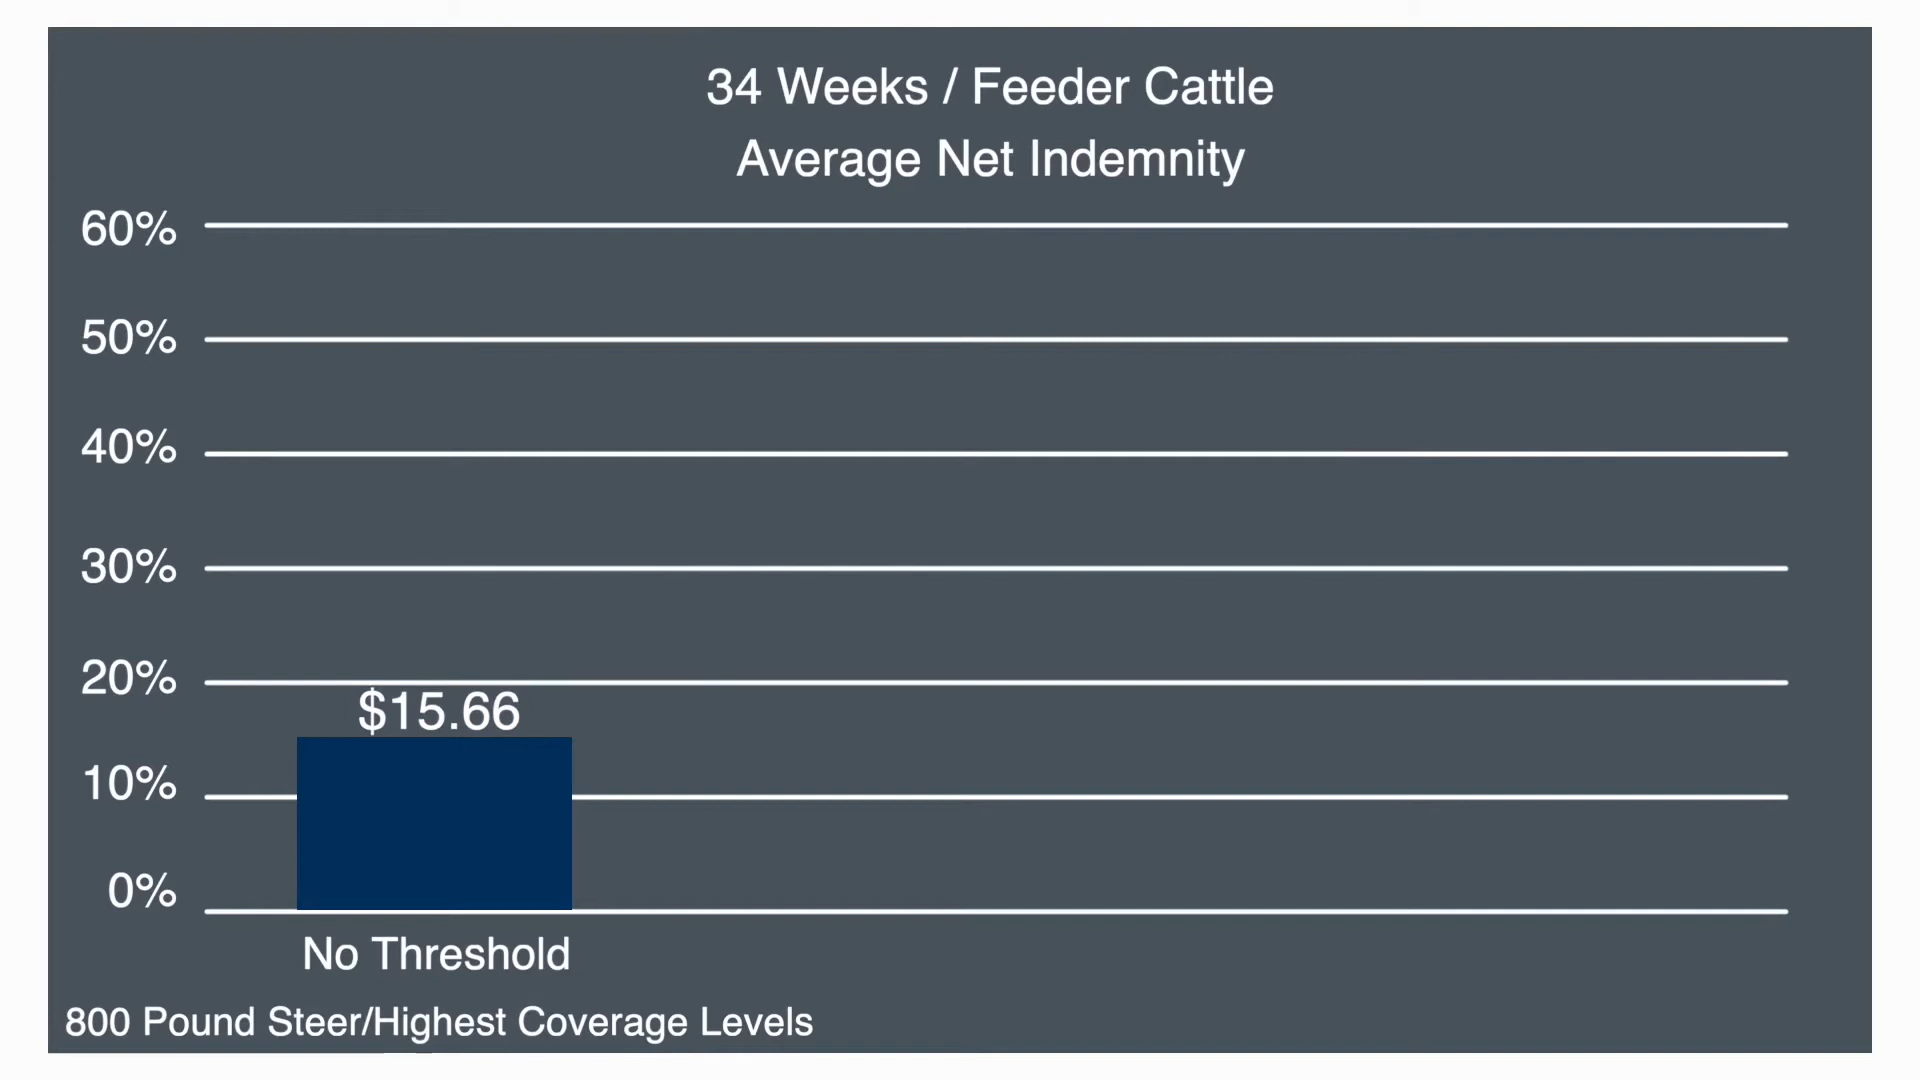 34 Weeks / Feeder Cattle
Average Net Indemnity
60%
50%
40%
30%
20%
$15.66
10%
0%
No Threshold
800 Pound Steer/Highest Coverage Levels